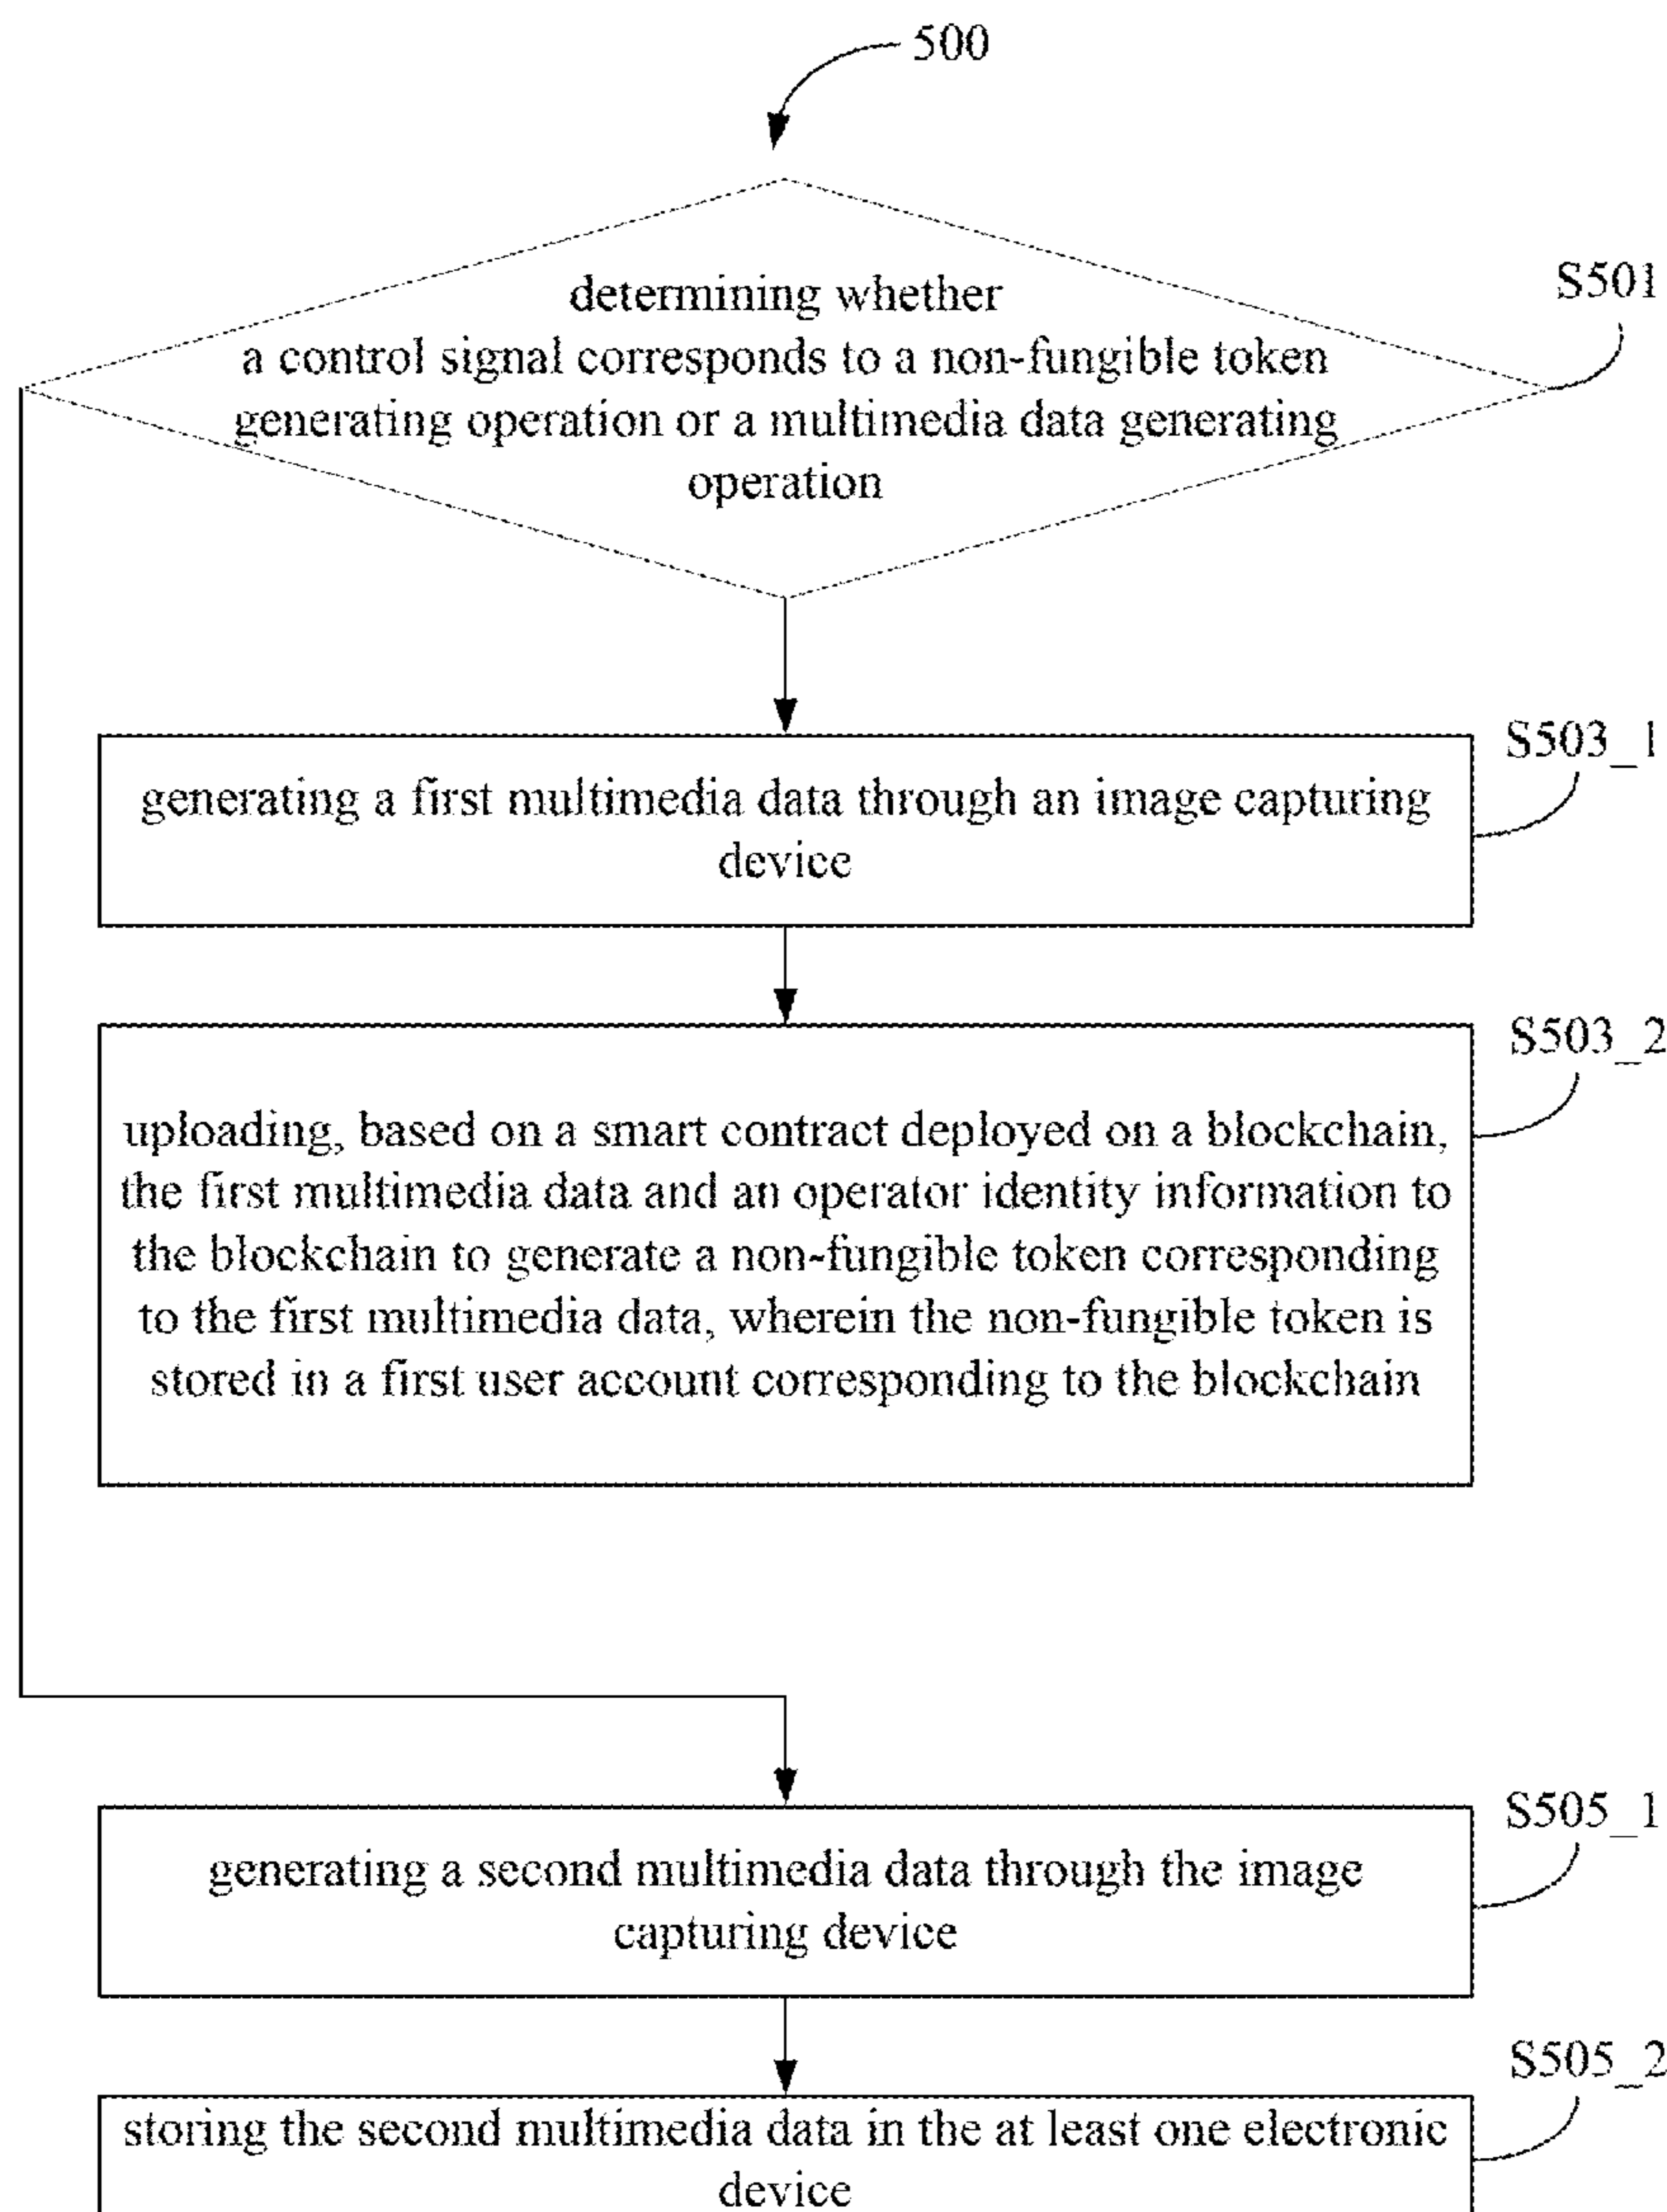 500
S501
determining whether
a control signal corresponds to a non-fungible token
generating operation or a multimedia data generating
operation
S503_1
generating a first multimedia data through an image capturing
device
S503_2
uploading, based on a smart contract deployed on a blockchain,
the first multimedia data and an operator identity information to
the blockchain to generate a non-fungible token corresponding
to the first multimedia data, wherein the non-fungible token is
stored in a first user account corresponding to the blockchain
S505_1
generating a second multimedia data through the image
capturing device
S505_2
storing the second multimedia data in the at least one electronic
device